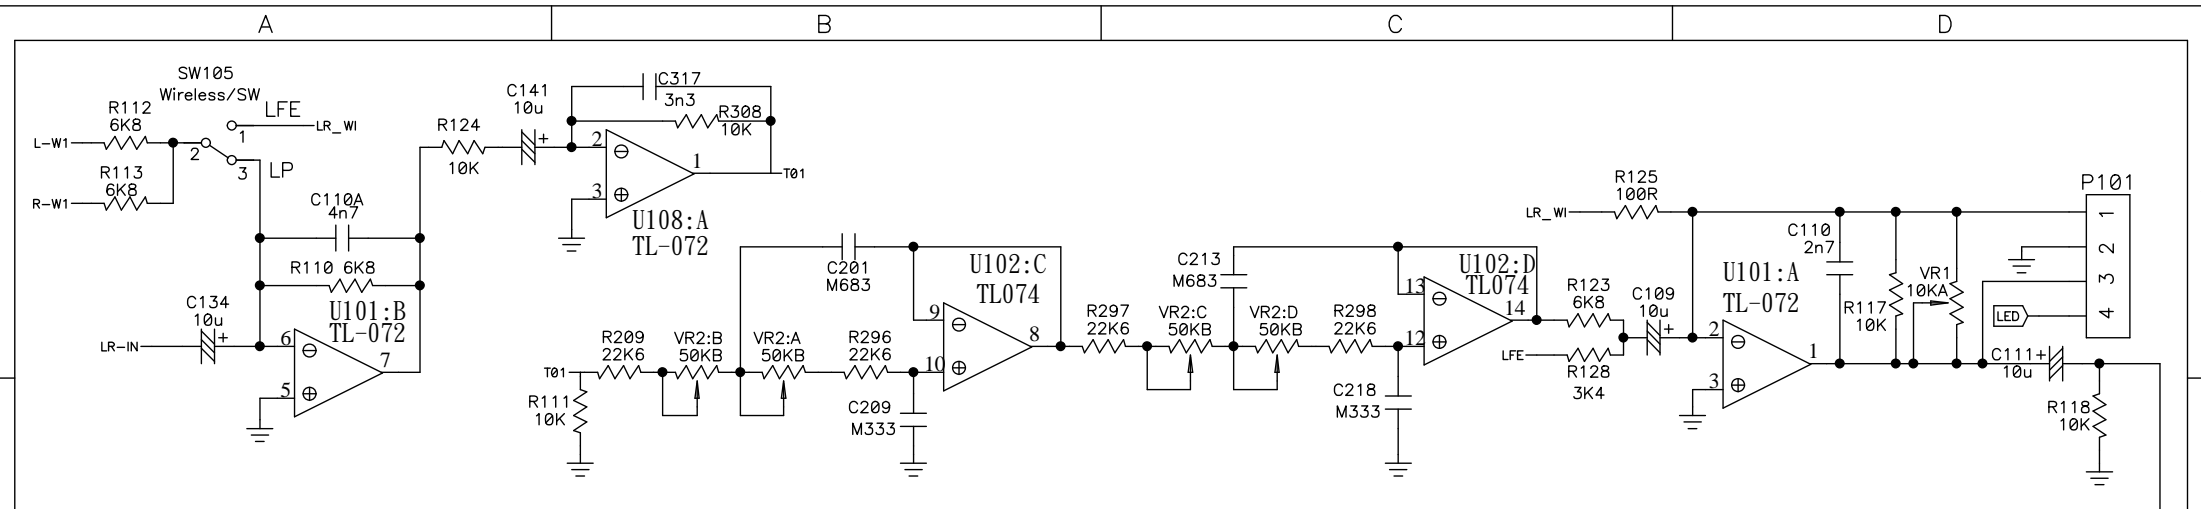 A
B
C
D
SW105
Wireless/SW
R112
6K8
LFE
1
LR_WI
L-W1
2
3
LP
R113
6K8
R-W1
C110A
4n7
R110 6K8
U101:B
TL-072
C134
10u
+
LR-IN
6
5
7
R124
10K
C141
10u
+
C317
3n3
R308
10K
2
3
1
T01
U108:A
TL-072
C201
M683
U102:C
TL074
9
10
8
R209
22K6
VR2:B
50KB
VR2:A
50KB
R296
22K6
T01
R111
10K
C209
M333
R297
22K6
VR2:C
50KB
C213
M683
VR2:D
50KB
R298
22K6
C218
M333
U102:D
TL074
13
12
14
R123
6K8
LFE
R128
3K4
C109
10u
+
R125
100R
LR_WI
U101:A
TL-072
2
3
1
C110
2n7
R117
10K
VR1
10KA
P101
1
2
3
4
LED
C111+
10u
R118
10K